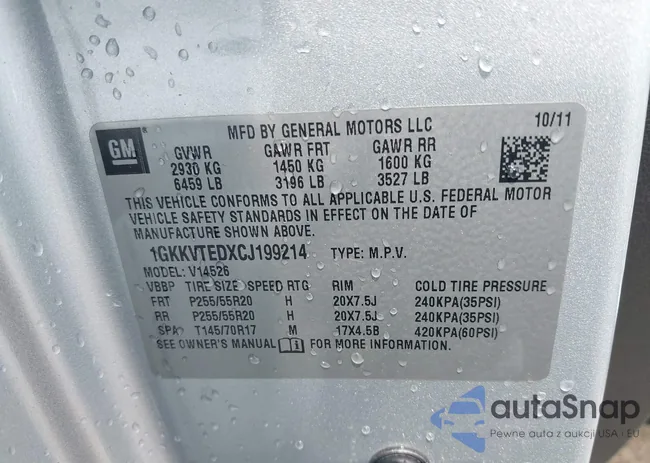 MFD BY GENERAL MOTORS LLC 10/11
GM
GVWR GAWR FRT GAWR RR
2930 KG 1450 KG 1600 KG
6459 LB 3196 LB 3527 LB
THIS VEHICLE CONFORMS TO ALL APPLICABLE U.S. FEDERAL MOTOR
VEHICLE SAFETY STANDARDS IN EFFECT ON THE DATE OF
MANUFACTURE SHOWN ABOVE.
1GKKVTEDXCJ199214 TYPE: M.P.V.
MODEL: V14526
VBBP TIRE SIZE SPEED RTG RIM COLD TIRE PRESSURE
FRT P255/55R20 H 20X7.5J 240KPA(35PSI)
RR P255/55R20 H 20X7.5J 240KPA(35PSI)
SPA T145/70R17 M 17X4.5B 420KPA(60PSI)
SEE OWNER'S MANUAL FOR MORE INFORMATION.
autoSnap
Pewne auta z aukcji USA i EU